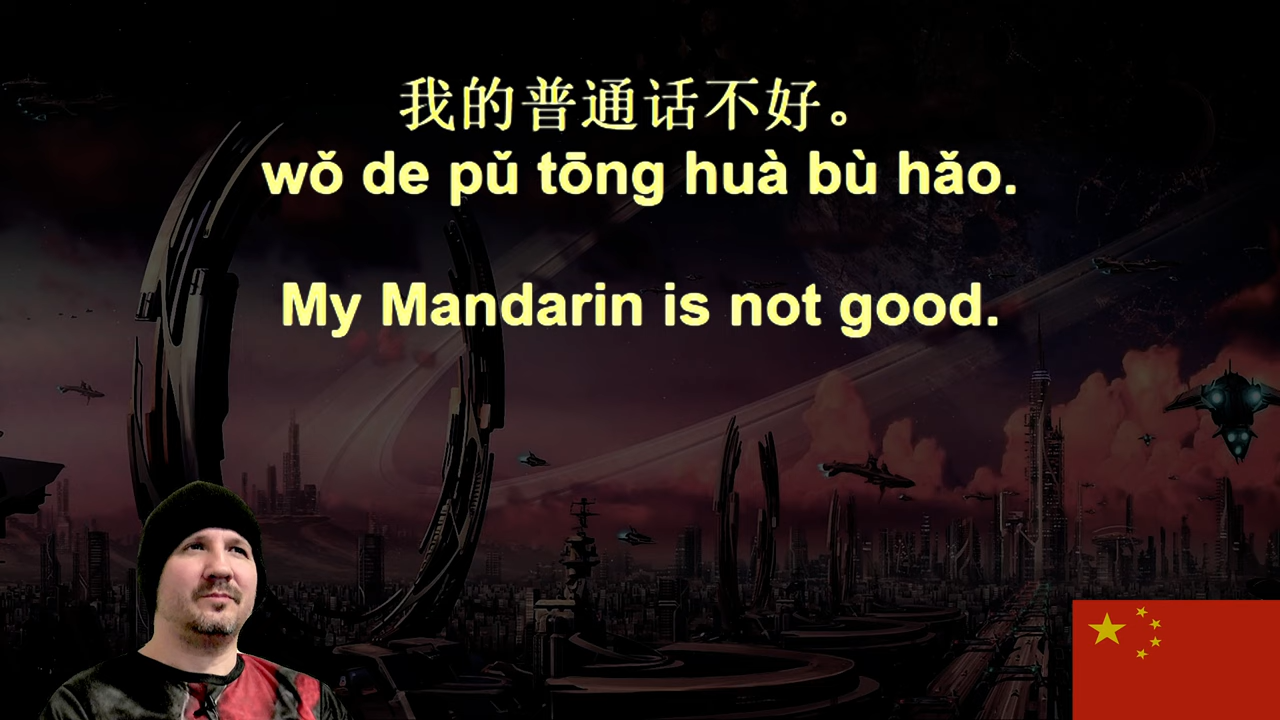 我的普通话不好。
wǒ de pǔ tōng huà bù hǎo.
My Mandarin is not good.